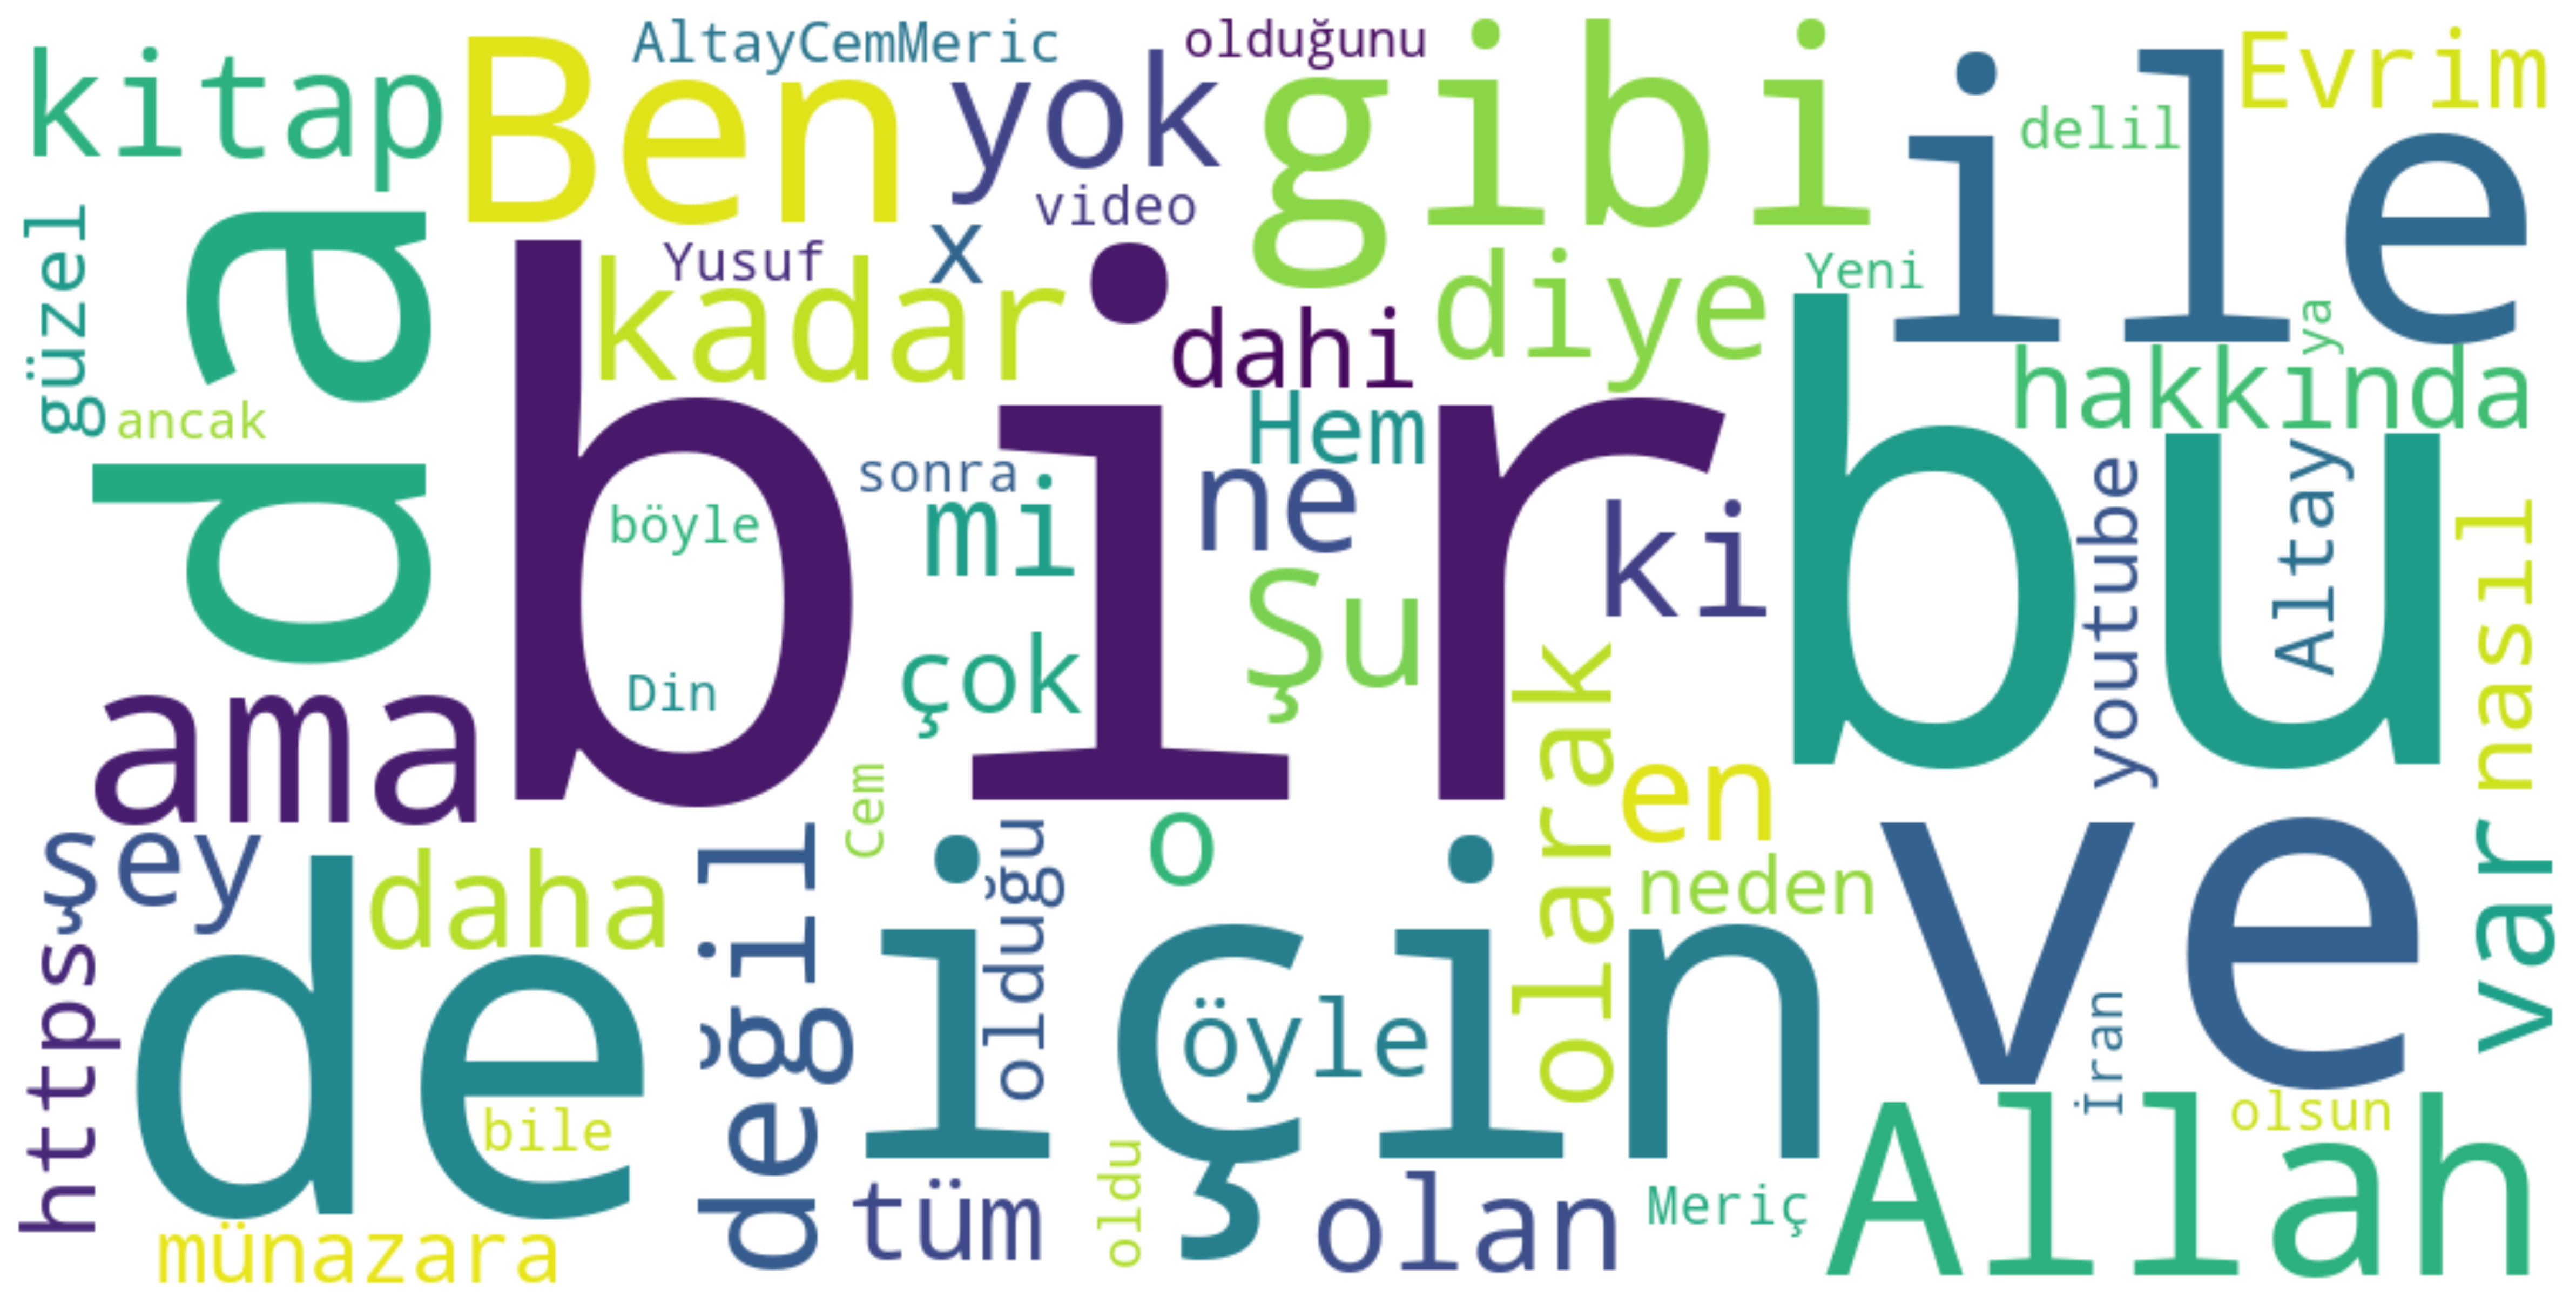 kitap
Ben
AltayCemMeric
yok
olduğunu
gibi
ile
delil
Evrim
güzel
da
video
x
Yusuf
kadar
dahi
diye
Yeni
ya
hakkında
ancak
bir
Hem
sonra
mi
ne
ki
bu
youtube
Altay
nasıl
böyle
Din
çok
Şu
ama
Cem
olarak
en
şey
daha
değil
olduğu
o
neden
ve
var
https
de
bile
için
öyle
İran
olsun
münazara
tüm
oldu
olan
Meriç
Allah